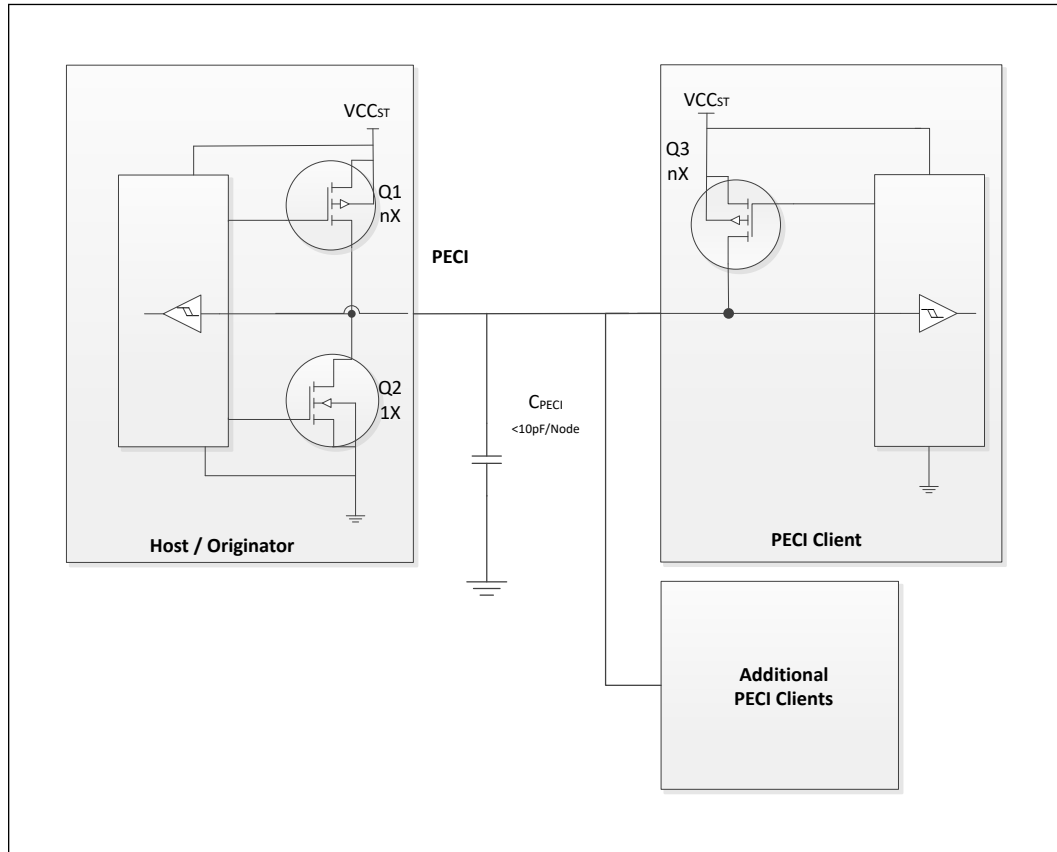 VCCST
Q1
nX
Q2
1X
Host / Originator
PECI
CPECI
<10pF/Node
VCCST
Q3
nX
PECI Client
Additional
PECI Clients